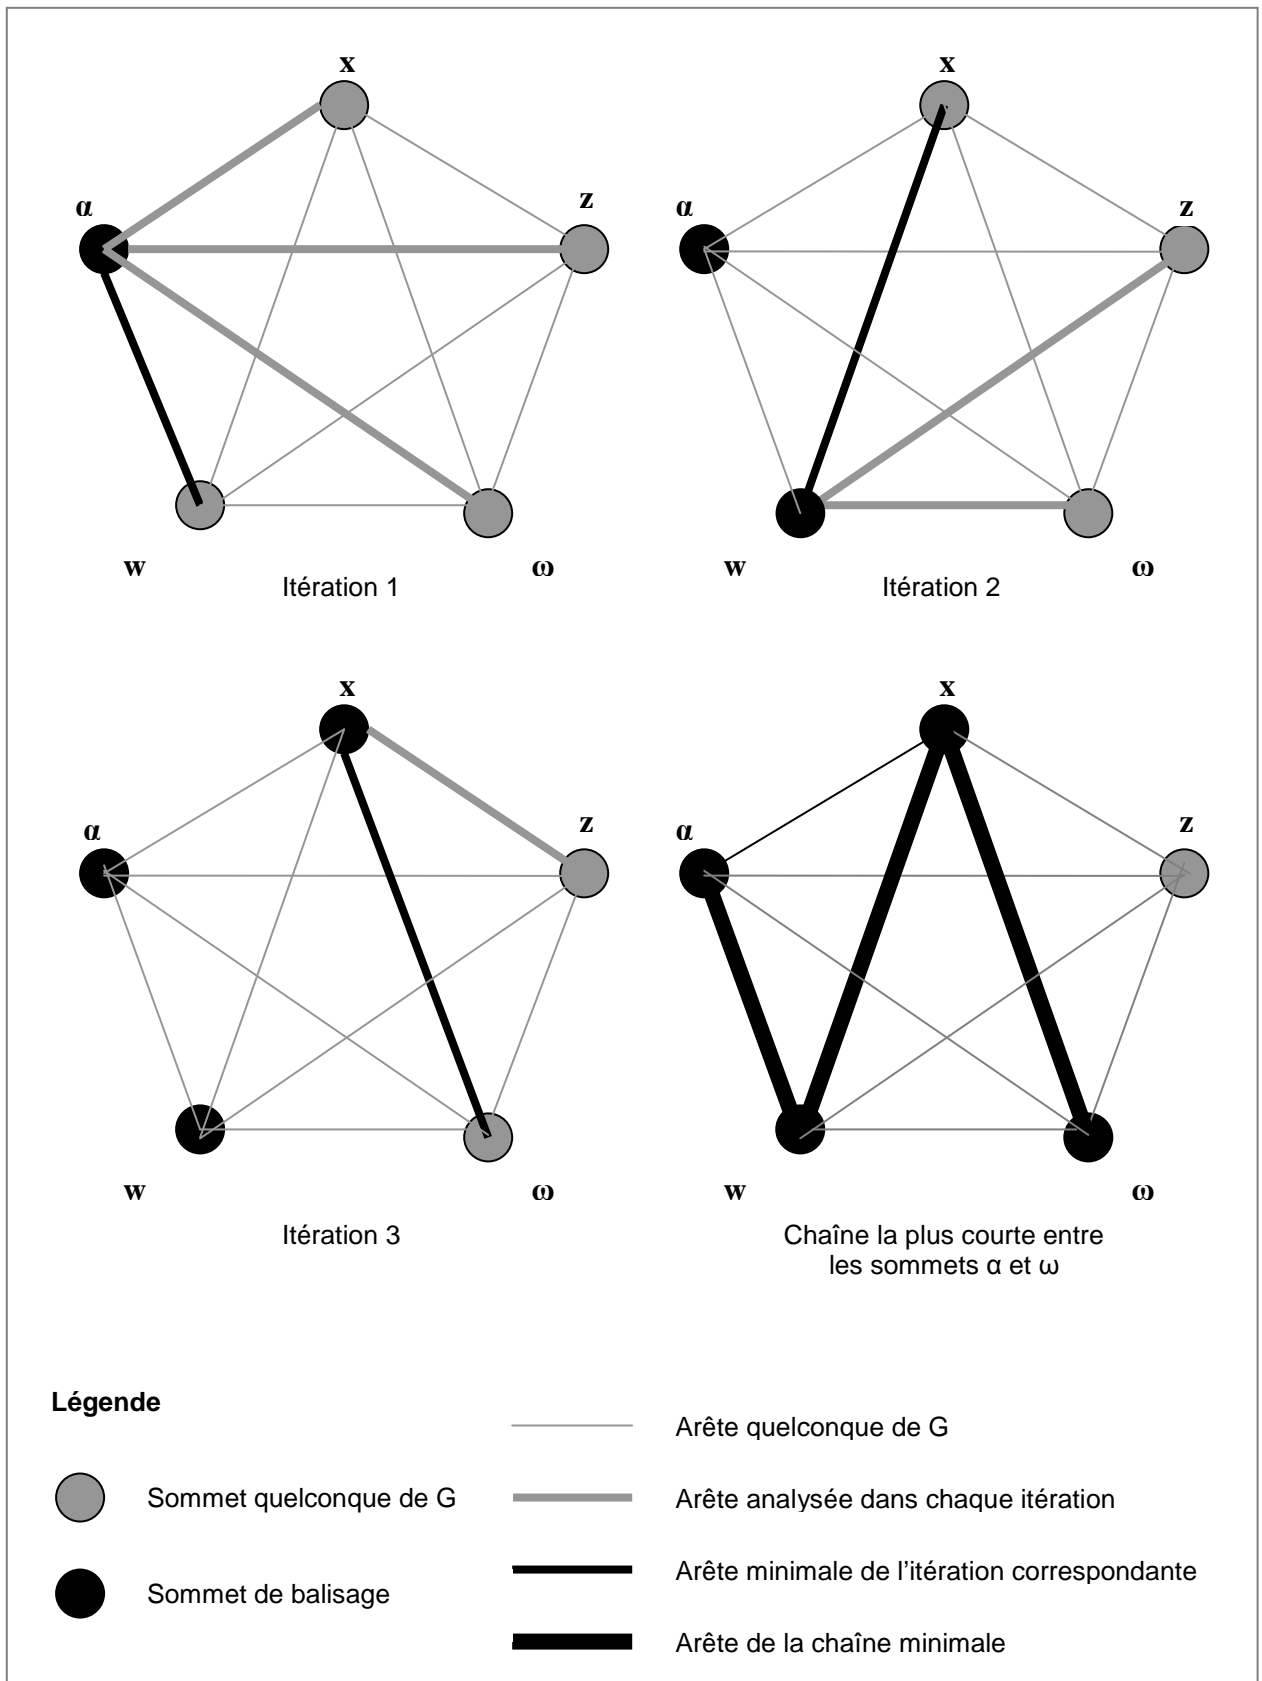 x
α
z
w
ω
Itération 1
x
α
z
w
ω
Itération 2
x
α
z
w
ω
Itération 3
x
α
z
w
ω
Chaîne la plus courte entre
les sommets α et ω
Légende
Sommet quelconque de G
Sommet de balisage
Arête quelconque de G
Arête analysée dans chaque itération
Arête minimale de l'itération correspondante
Arête de la chaîne minimale